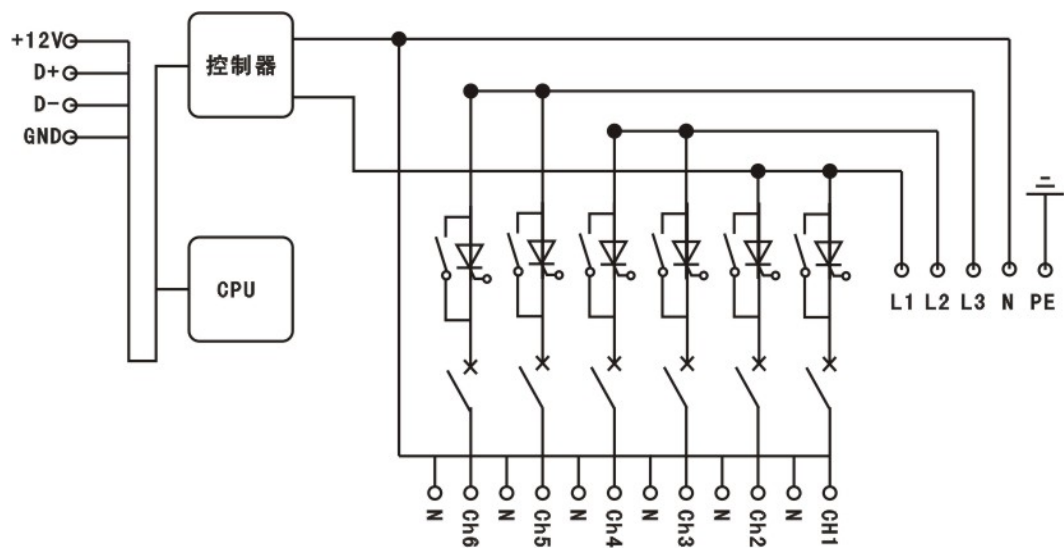 +12V
D+
D-
GND
控制器
CPU
L1 L2 L3 N PE
N Ch6 N Ch5 N Ch4 N Ch3 N Ch2 N CH1